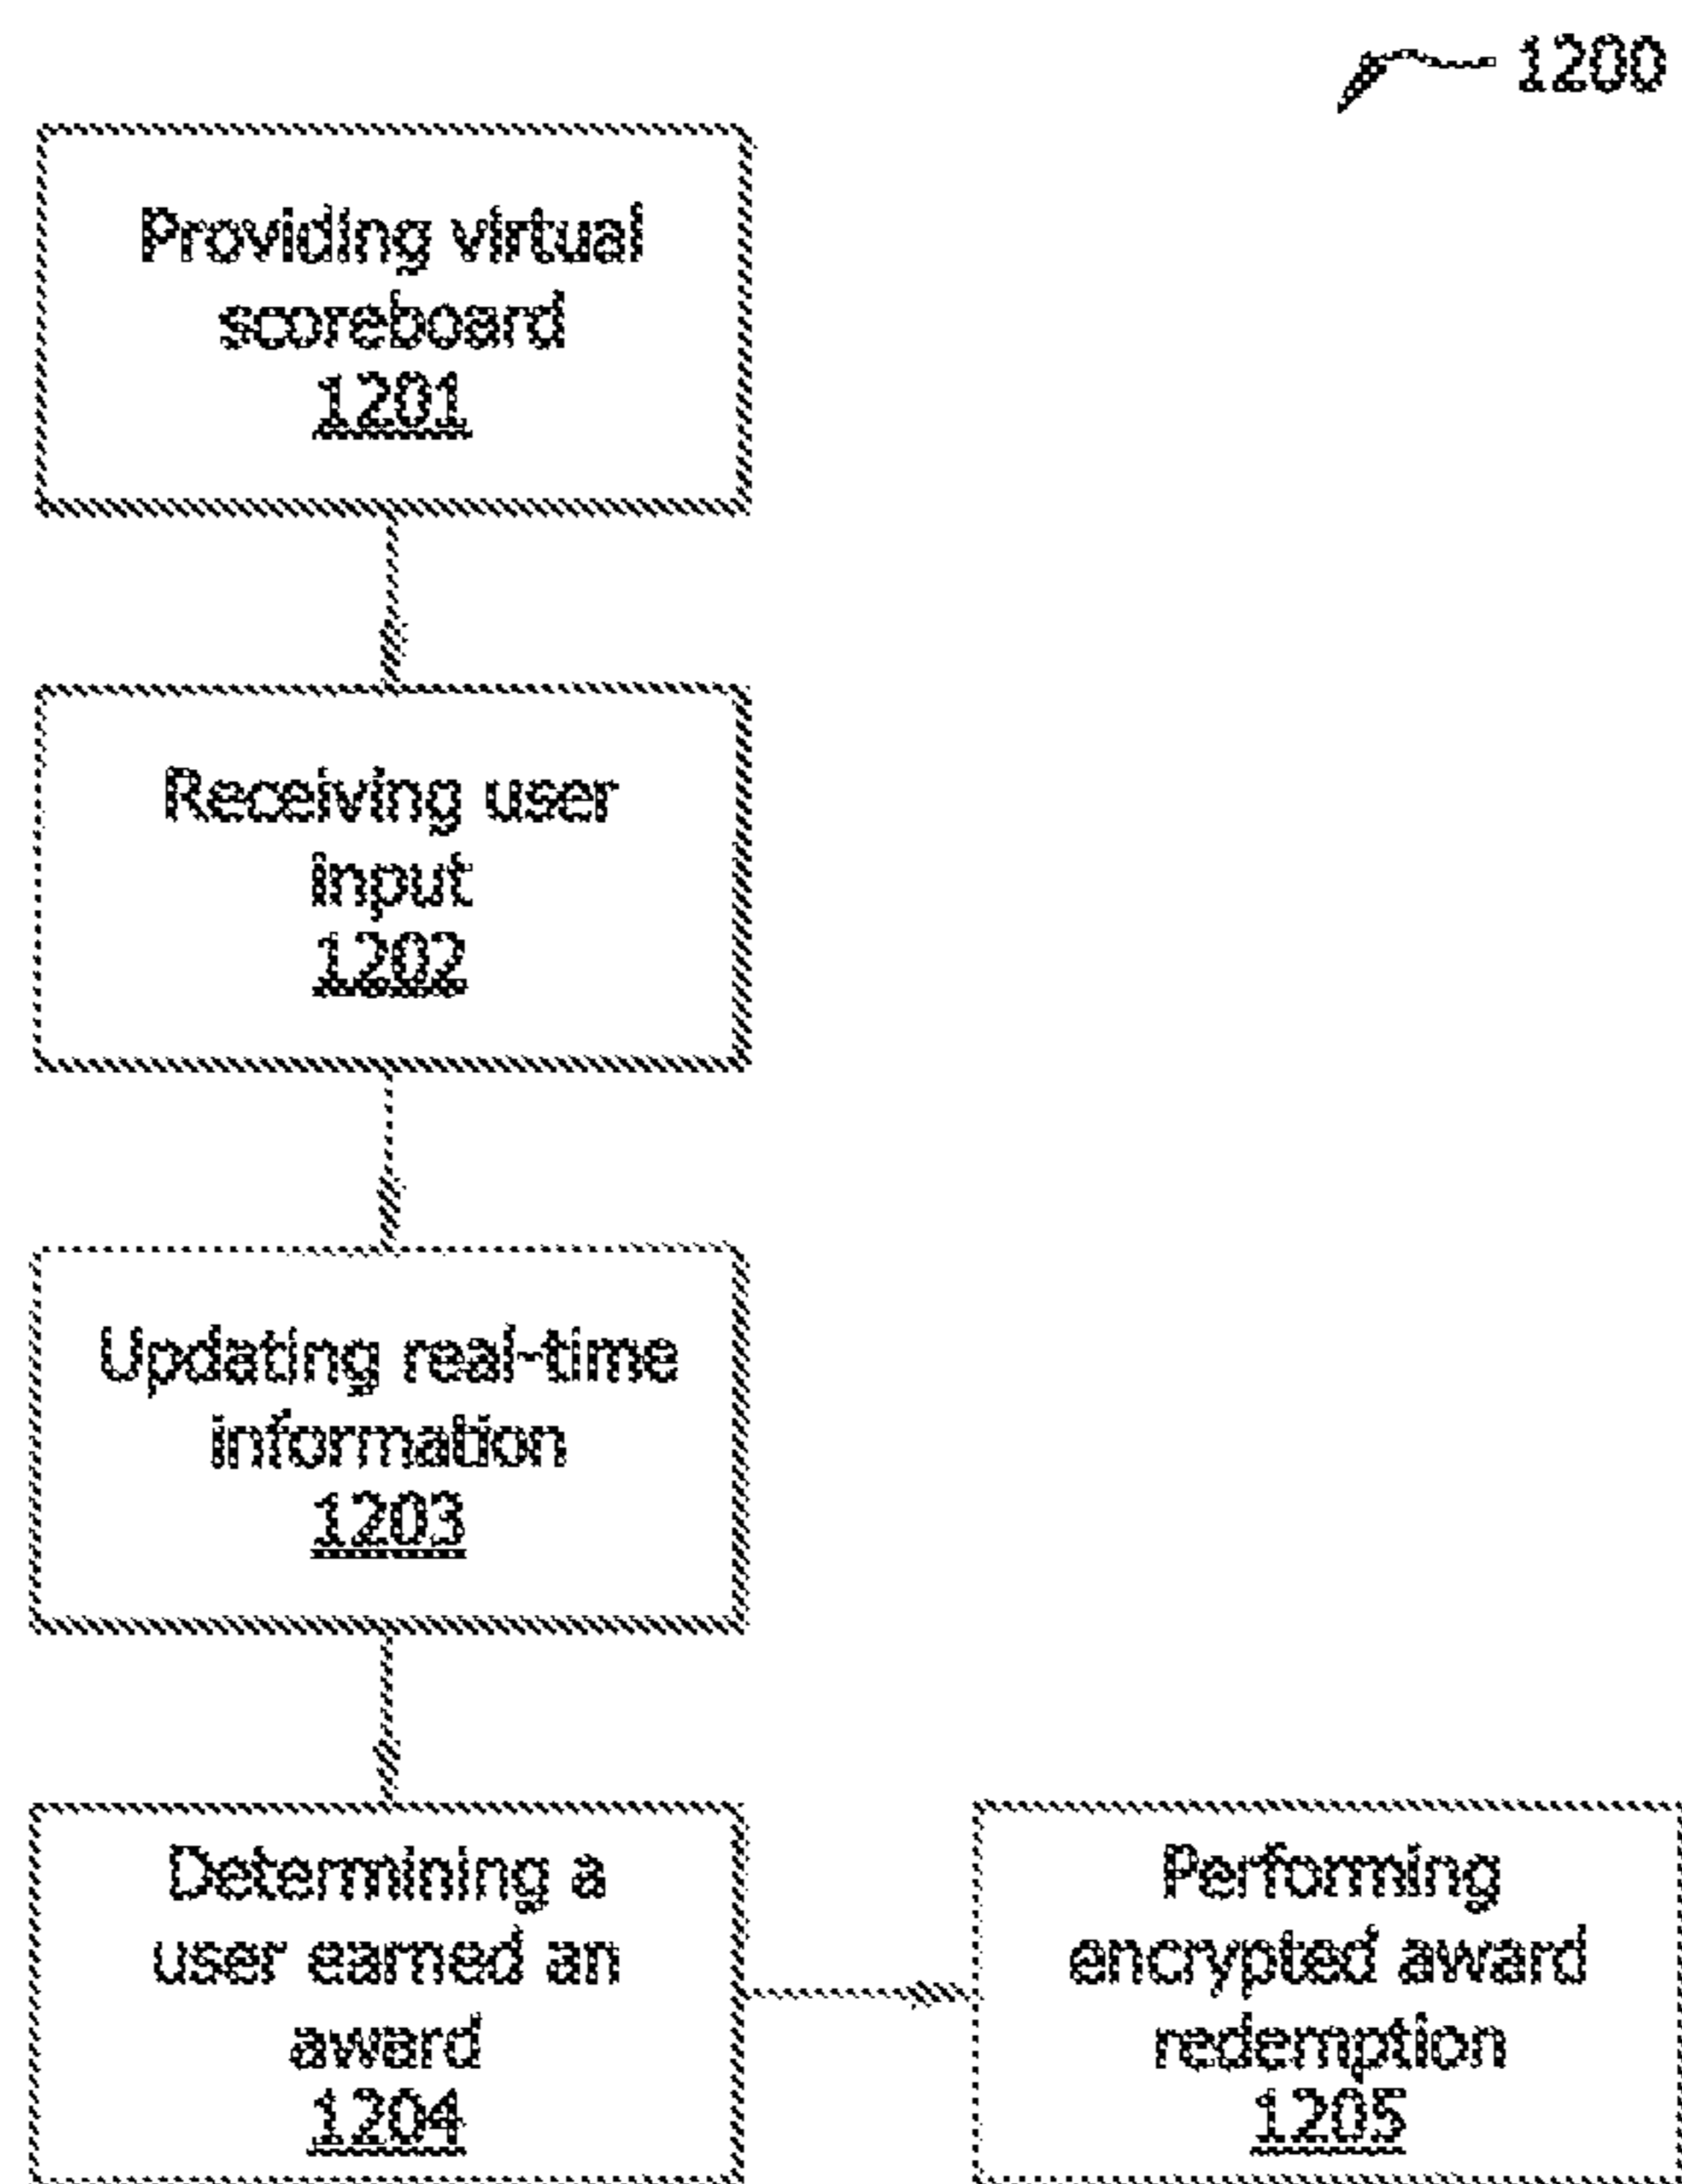 1200
Providing virtual
scoreboard
1201
Receiving user
input
1202
Updating real-time
information
1203
Determining a
user earned an
award
1204
Performing
encrypted award
redemption
1205